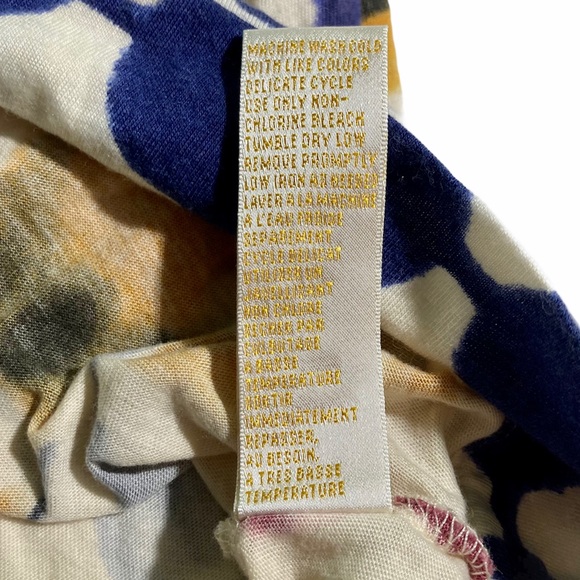 MACHINE WASH COLD
WITH LIKE COLORS
DELICATE CYCLE
USE ONLY NON-
CHLORINE BLEACH
TUMBLE DRY LOW
REMOVE PROMPTLY
LOW IRON AS NEEDED
LAVER A LA MACHINE
A L'EAU FROIDE
SEPAREMENT
CYCLE DELICAT
UTILISER UN
JAVELLISANT
NON CHLORE
SECHER PAR
CULBUTAGE
A BASSE
TEMPERATURE
SORTIR
IMMEDIATEMENT
REPASSER,
AU BESOIN,
A TRES BASSE
TEMPERATURE